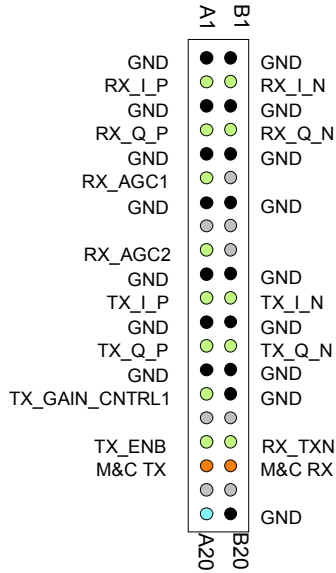 A1 B1
GND GND
RX_I_P RX_I_N
GND GND
RX_Q_P RX_Q_N
GND GND
RX_AGC1
GND GND
RX_AGC2
GND GND
TX_I_P TX_I_N
GND GND
TX_Q_P TX_Q_N
GND GND
TX_GAIN_CNTRL1 GND
TX_ENB RX_TXN
M&C TX M&C RX
GND
A20 B20